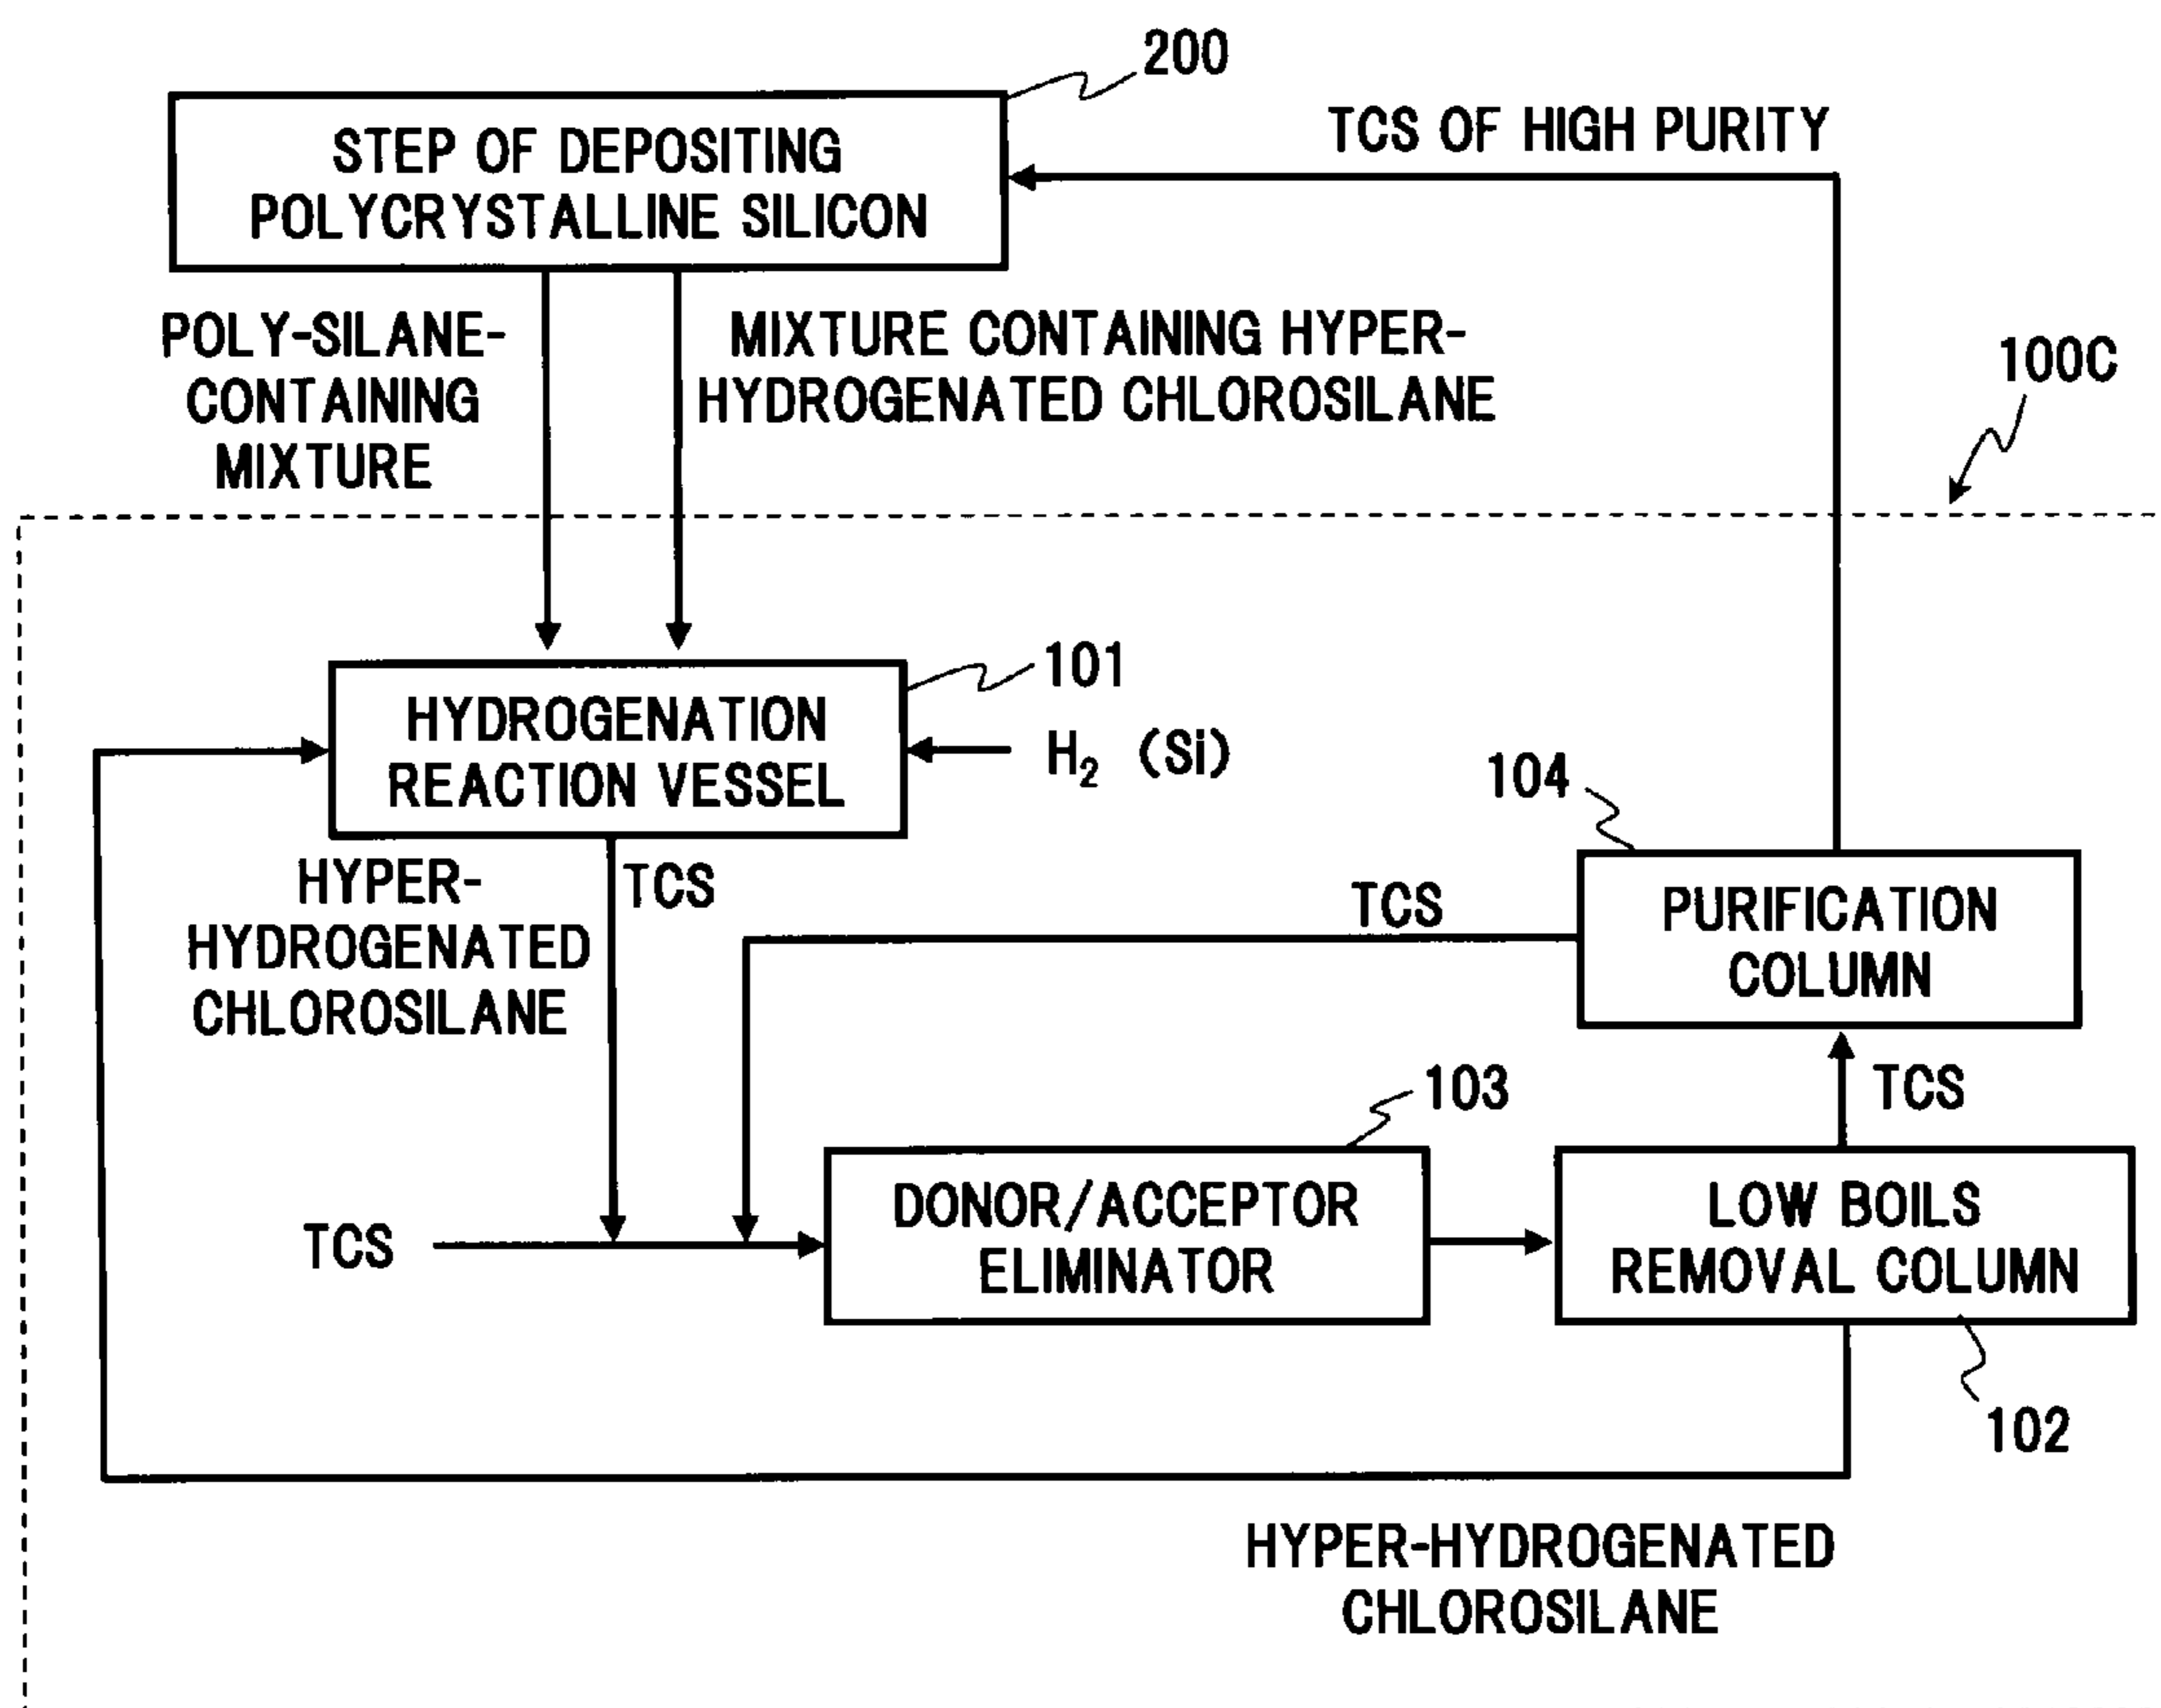 200
STEP OF DEPOSITING
POLYCRYSTALLINE SILICON
TCS OF HIGH PURITY
POLY-SILANE-
CONTAINING
MIXTURE
MIXTURE CONTAINING HYPER-
HYDROGENATED CHLOROSILANE
100C
101
HYDROGENATION
REACTION VESSEL
H₂ (Si)
104
HYPER-
HYDROGENATED
CHLOROSILANE
TCS
TCS
PURIFICATION
COLUMN
103
TCS
TCS
DONOR/ACCEPTOR
ELIMINATOR
LOW BOILS
REMOVAL COLUMN
102
HYPER-HYDROGENATED
CHLOROSILANE